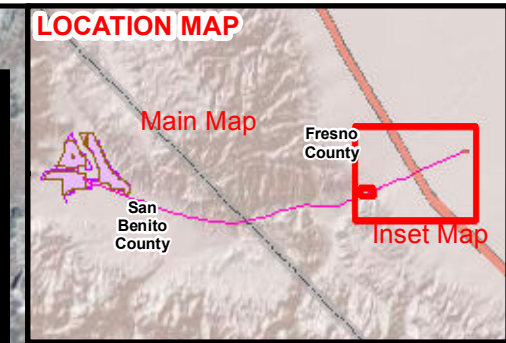 LOCATION MAP
Main Map
Fresno
County
San
Benito
County
Inset Map